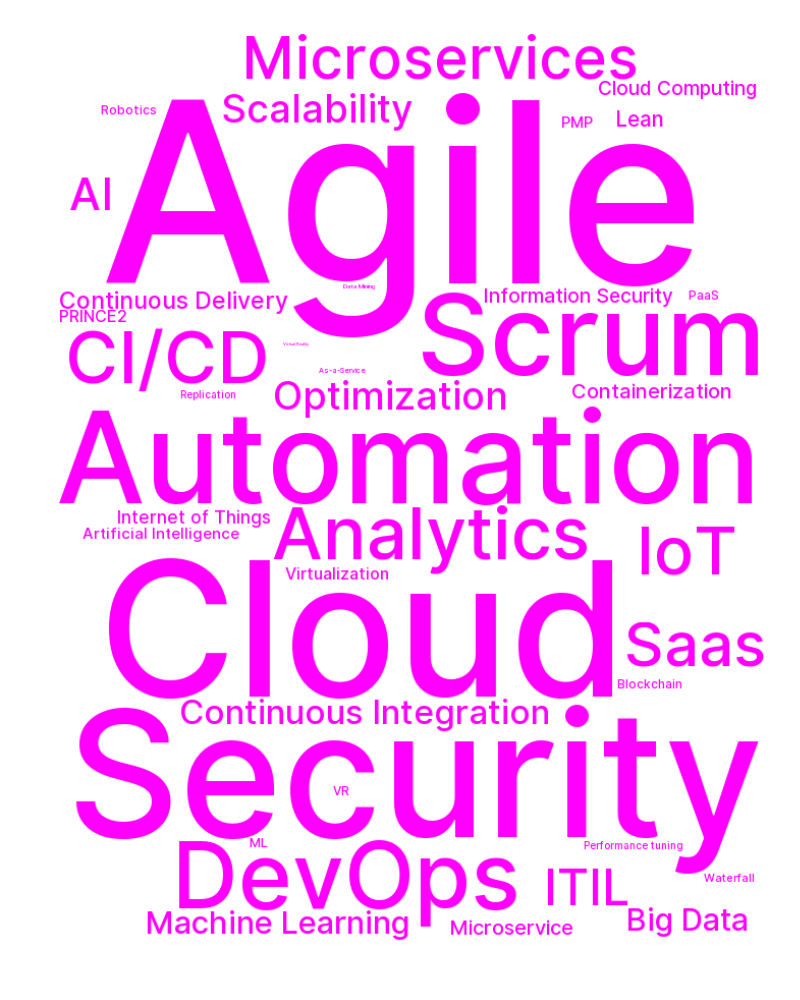 Microservices
Cloud Computing
Scalability
Robotics
PMP
Lean
Agile
AI
Data Mining
Continuous Delivery
Information Security
PaaS
PRINCE2
Scrum
CI/CD
As-a-Service
Replication
Optimization
Containerization
Automation
Internet of Things
Artificial Intelligence
Analytics
IoT
Virtualization
Cloud
Saas
Blockchain
Continuous Integration
Security
VR
ML
Performance tuning
DevOps
ITIL
Waterfall
Machine Learning
Microservice
Big Data